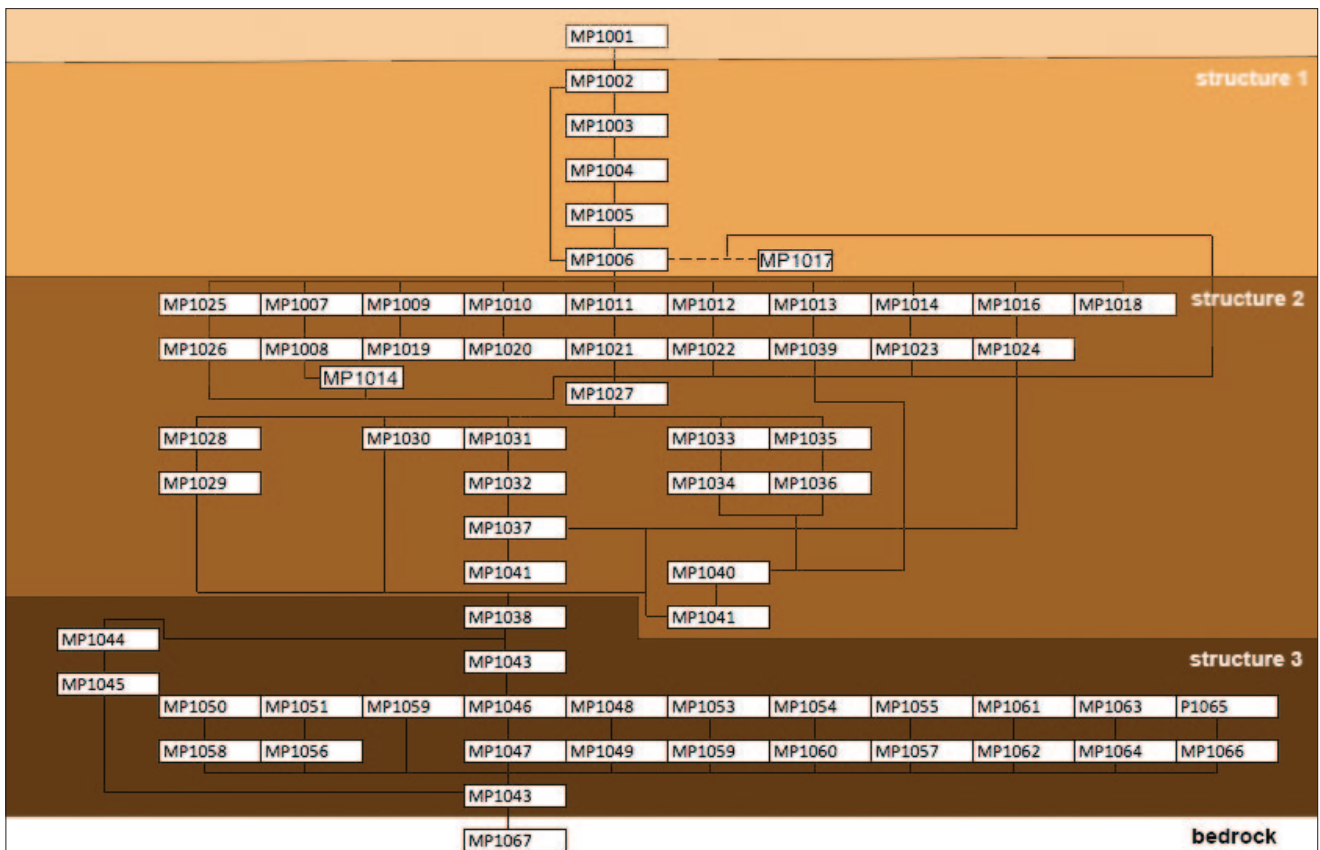 MP1001
MP1002 structure 1
MP1003
MP1004
MP1005
MP1006 MP1017
MP1025 MP1007 MP1009 MP1010 MP1011 MP1012 MP1013 MP1014 MP1016 MP1018 structure 2
MP1026 MP1008 MP1019 MP1020 MP1021 MP1022 MP1039 MP1023 MP1024
MP1014
MP1027
MP1028 MP1030 MP1031 MP1033 MP1035
MP1029 MP1032 MP1034 MP1036
MP1037
MP1041 MP1040
MP1038 MP1041
MP1044
MP1043 structure 3
MP1045
MP1050 MP1051 MP1059 MP1046 MP1048 MP1053 MP1054 MP1055 MP1061 MP1063 P1065
MP1058 MP1056 MP1047 MP1049 MP1059 MP1060 MP1057 MP1062 MP1064 MP1066
MP1043
MP1067 bedrock